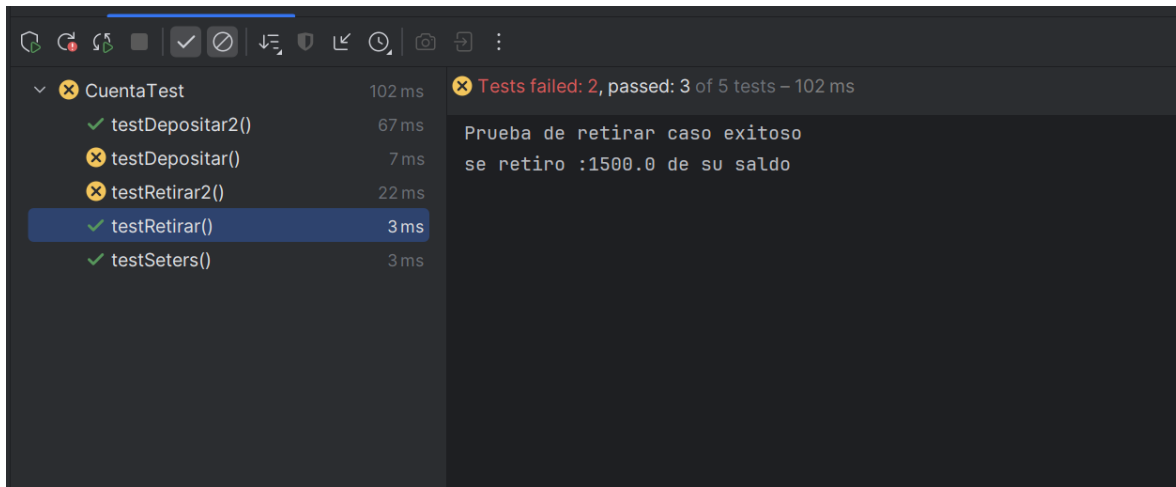 CuentaTest 102 ms
testDepositar2() 67 ms
testDepositar() 7 ms
testRetirar2() 22 ms
testRetirar() 3 ms
testSeters() 3 ms
Tests failed: 2, passed: 3 of 5 tests – 102 ms
Prueba de retirar caso exitoso
se retiro :1500.0 de su saldo